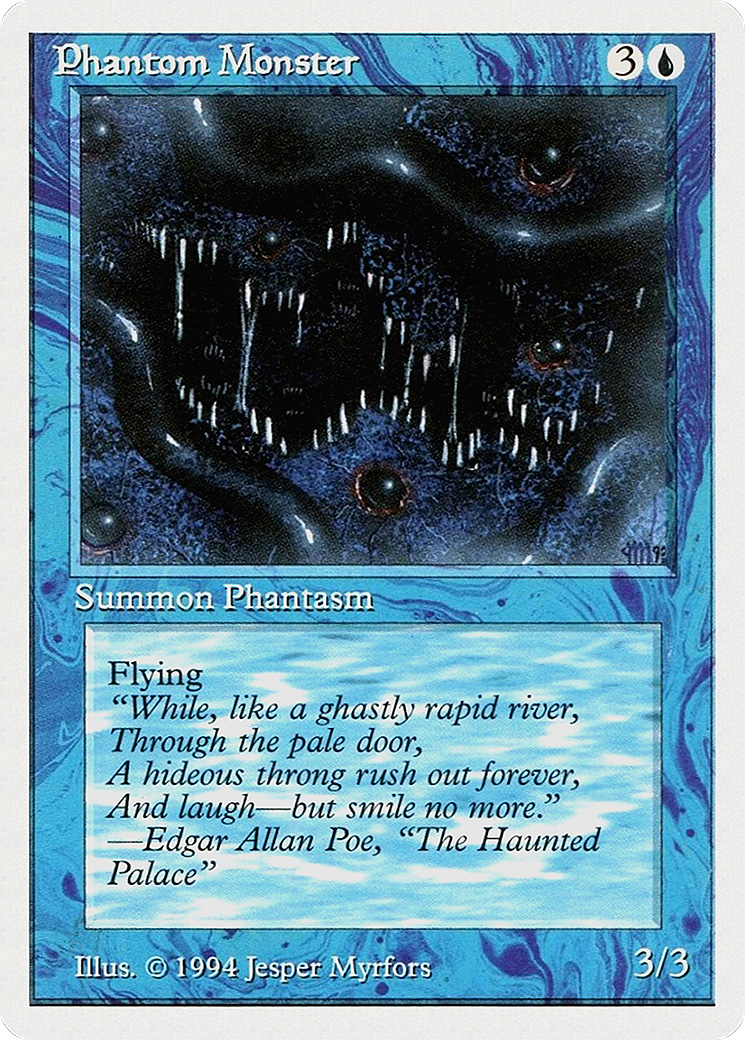 Phantom Monster
3
Summon Phantasm
Flying
“While, like a ghastly rapid river,
Through the pale door,
A hideous throng rush out forever,
And laugh—but smile no more.”
—Edgar Allan Poe, “The Haunted
Palace”
Illus. © 1994 Jesper Myrfors
3/3